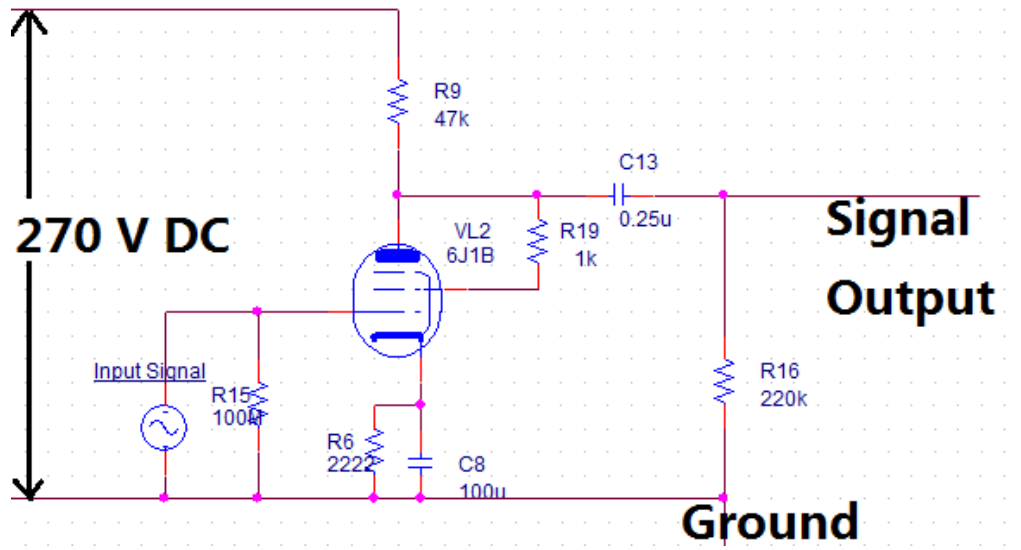 R9
47k
C13
0.25u
270 V DC
VL2
6J1B
R19
1k
Signal
Output
Input Signal
R15
100M
R16
220k
R6
2222
C8
100u
Ground